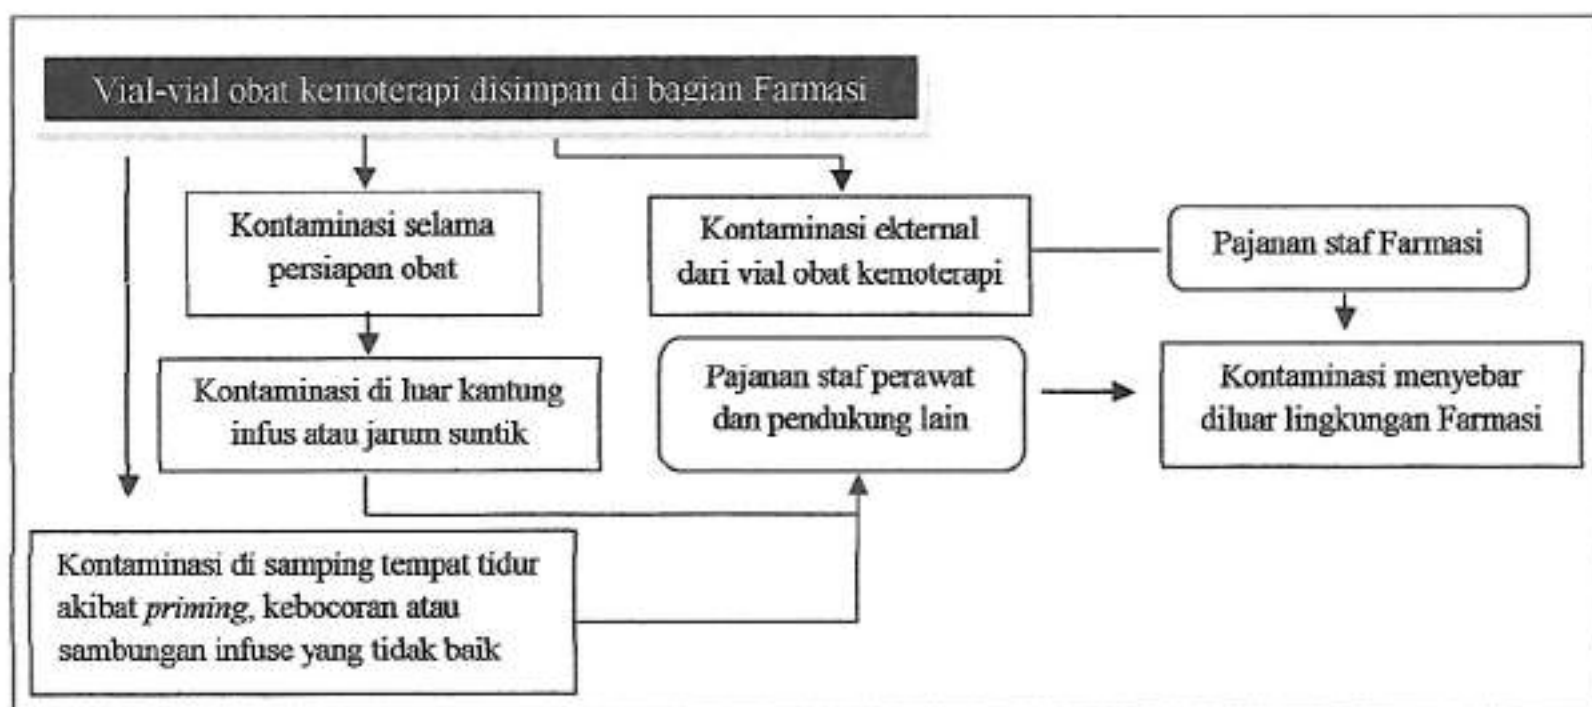 Vial-vial obat kemoterapi disimpan di bagian Farmasi
Kontaminasi selama
persiapan obat
Kontaminasi ekternal
dari vial obat kemoterapi
Pajanan staf Farmasi
Kontaminasi di luar kantung
infus atau jarum suntik
Pajanan staf perawat
dan pendukung lain
Kontaminasi menyebar
diluar lingkungan Farmasi
Kontaminasi di samping tempat tidur
akibat priming, kebocoran atau
sambungan infuse yang tidak baik